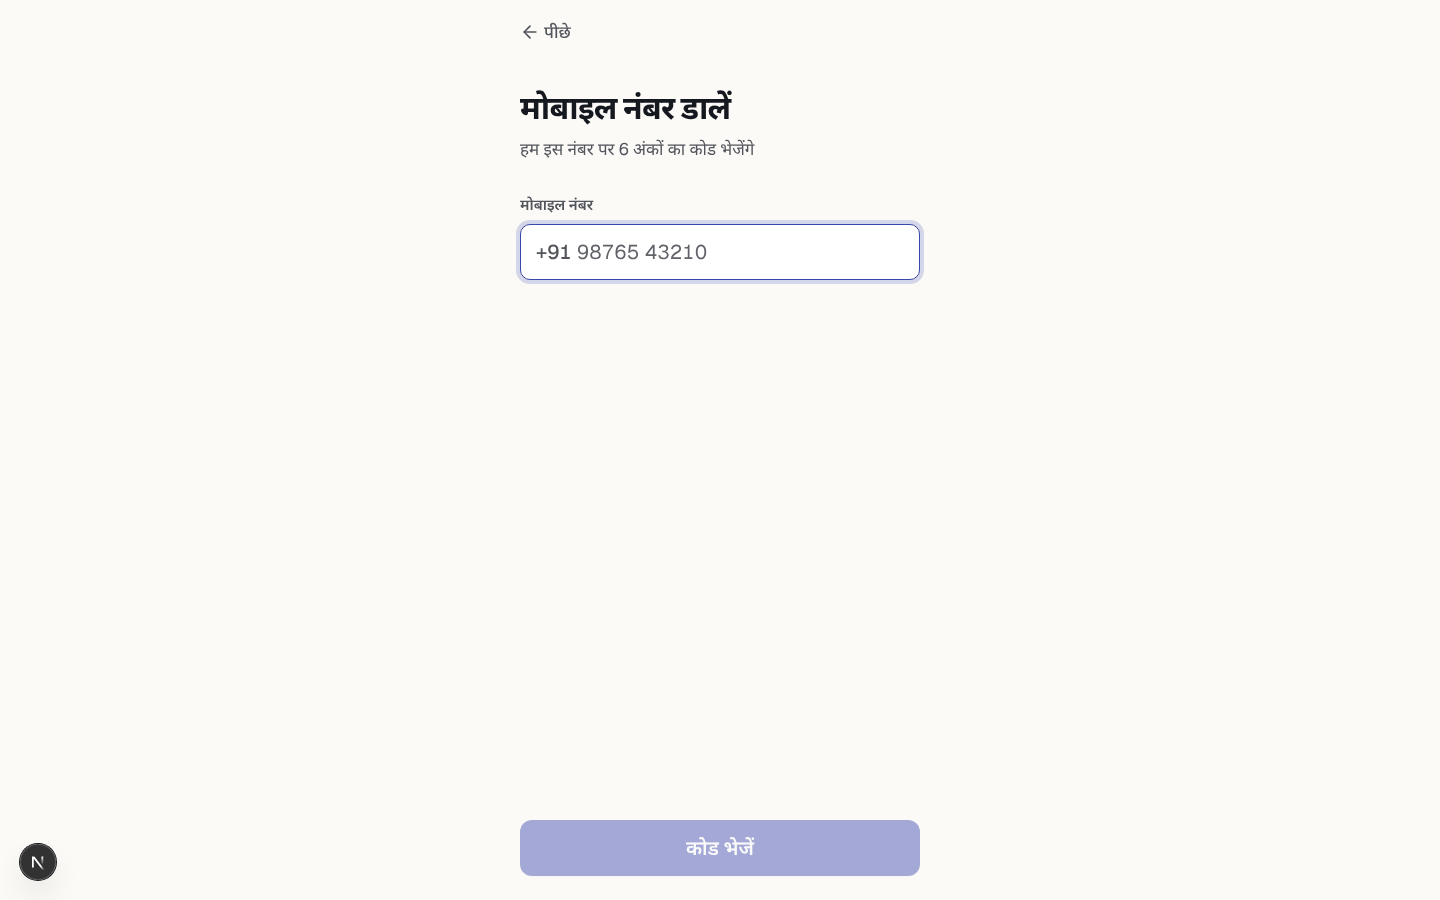 ← पीछे
मोबाइल नंबर डालें
हम इस नंबर पर 6 अंकों का कोड भेजेंगे
मोबाइल नंबर
+91 98765 43210
कोड भेजें
N